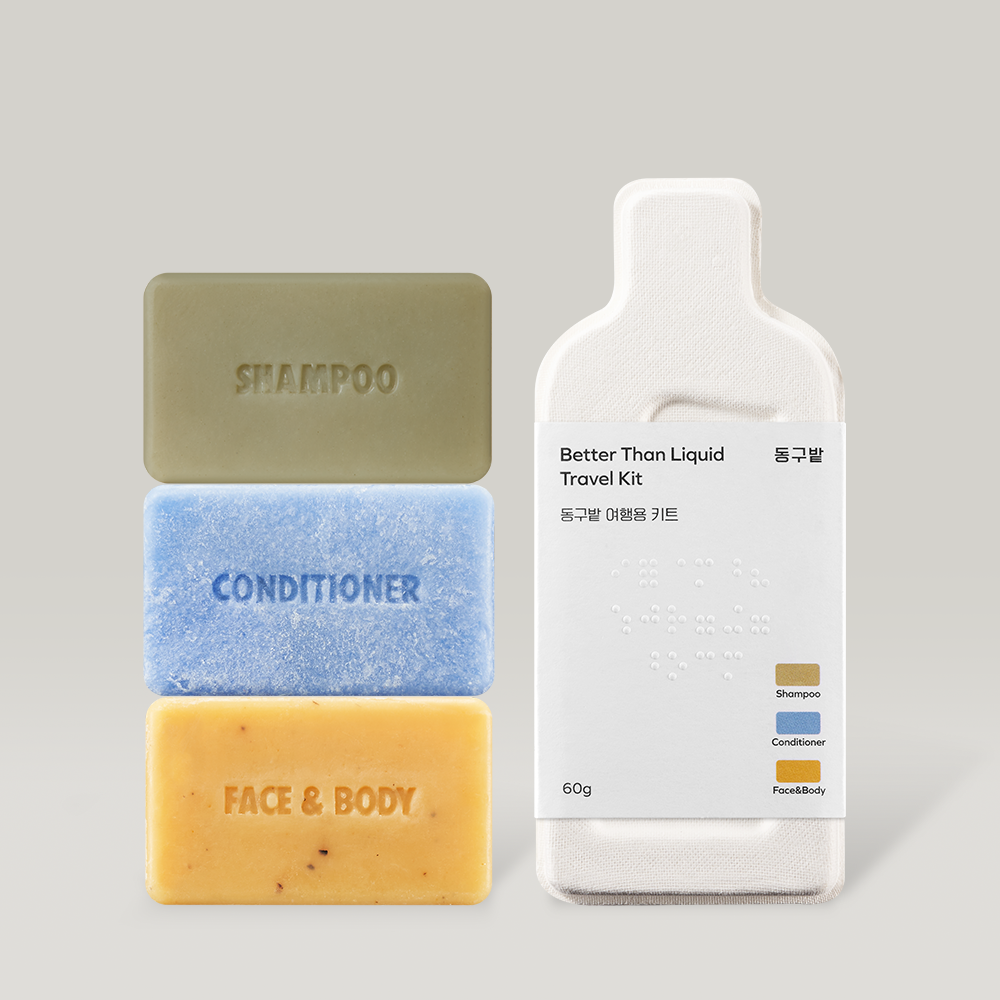 SHAMPOO
CONDITIONER
FACE & BODY
Better Than Liquid
Travel Kit
동구밭
동구밭 여행용 키트
Shampoo
Conditioner
Face&Body
60g